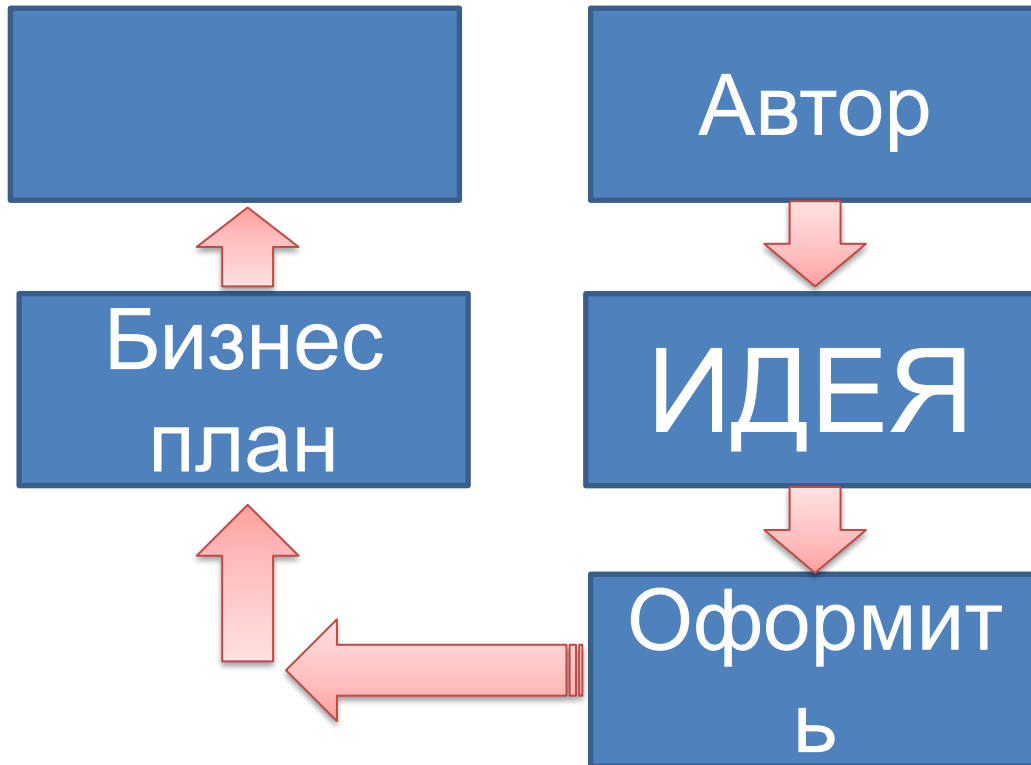 Автор
ИДЕЯ
Оформит
ь
Бизнес
план